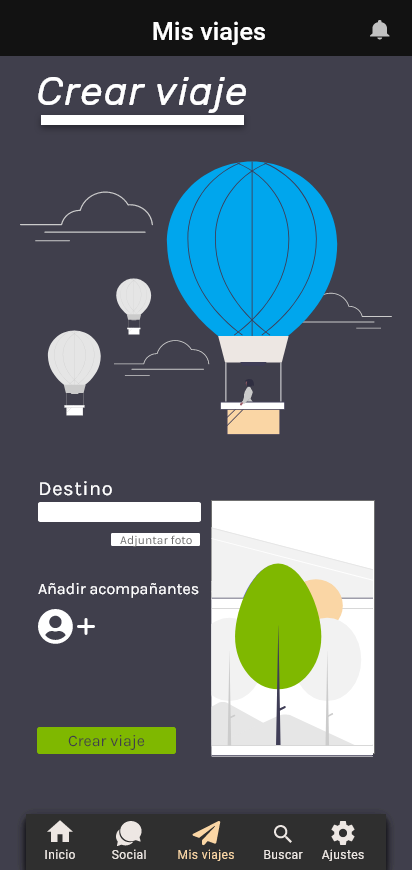 Mis viajes
Crear viaje
Destino
Adjuntar foto
Añadir acompañantes
Crear viaje
Inicio
Social
Mis viajes
Buscar
Ajustes